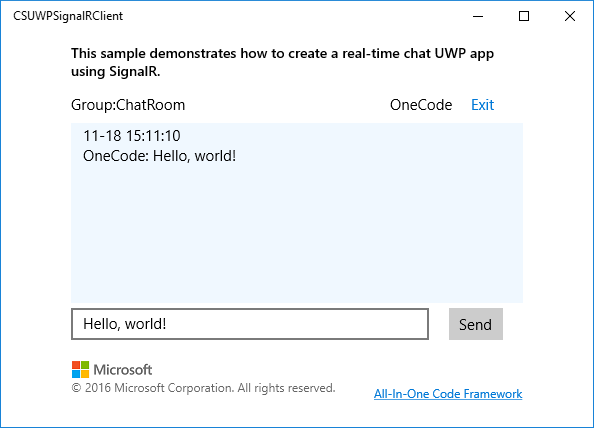 CSUWPSignalRClient
This sample demonstrates how to create a real-time chat UWP app
using SignalR.
Group:ChatRoom OneCode Exit
11-18 15:11:10
OneCode: Hello, world!
Hello, world! Send
Microsoft
© 2016 Microsoft Corporation. All rights reserved.
All-In-One Code Framework